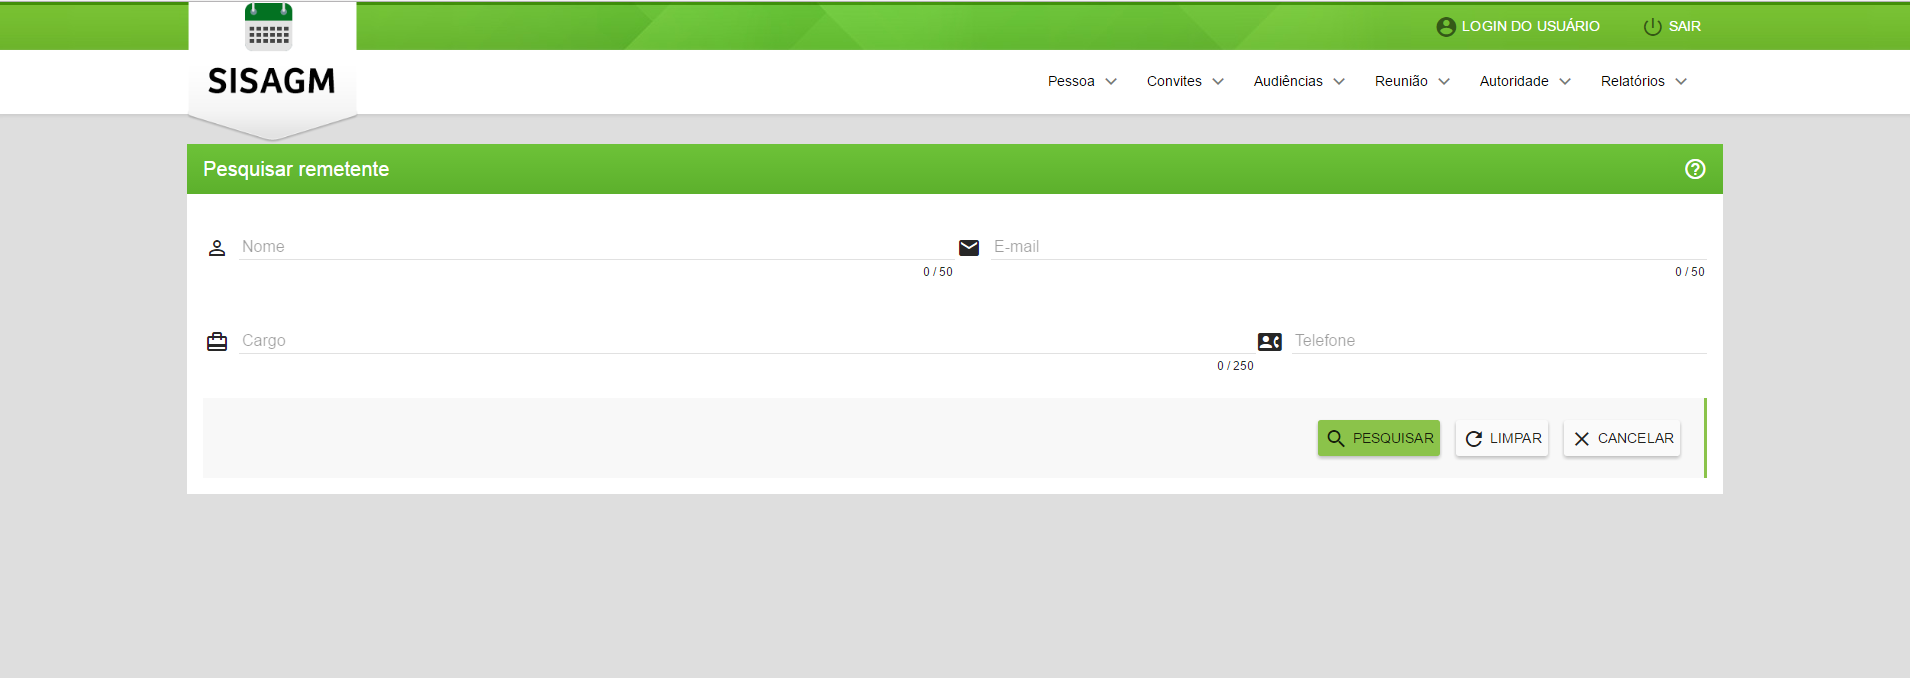 LOGIN DO USUÁRIO SAIR
SISAGM
Pessoa Convites Audiências Reunião Autoridade Relatórios
Pesquisar remetente
Nome E-mail
0 / 50 0 / 50
Cargo Telefone
0 / 250
PESQUISAR LIMPAR CANCELAR